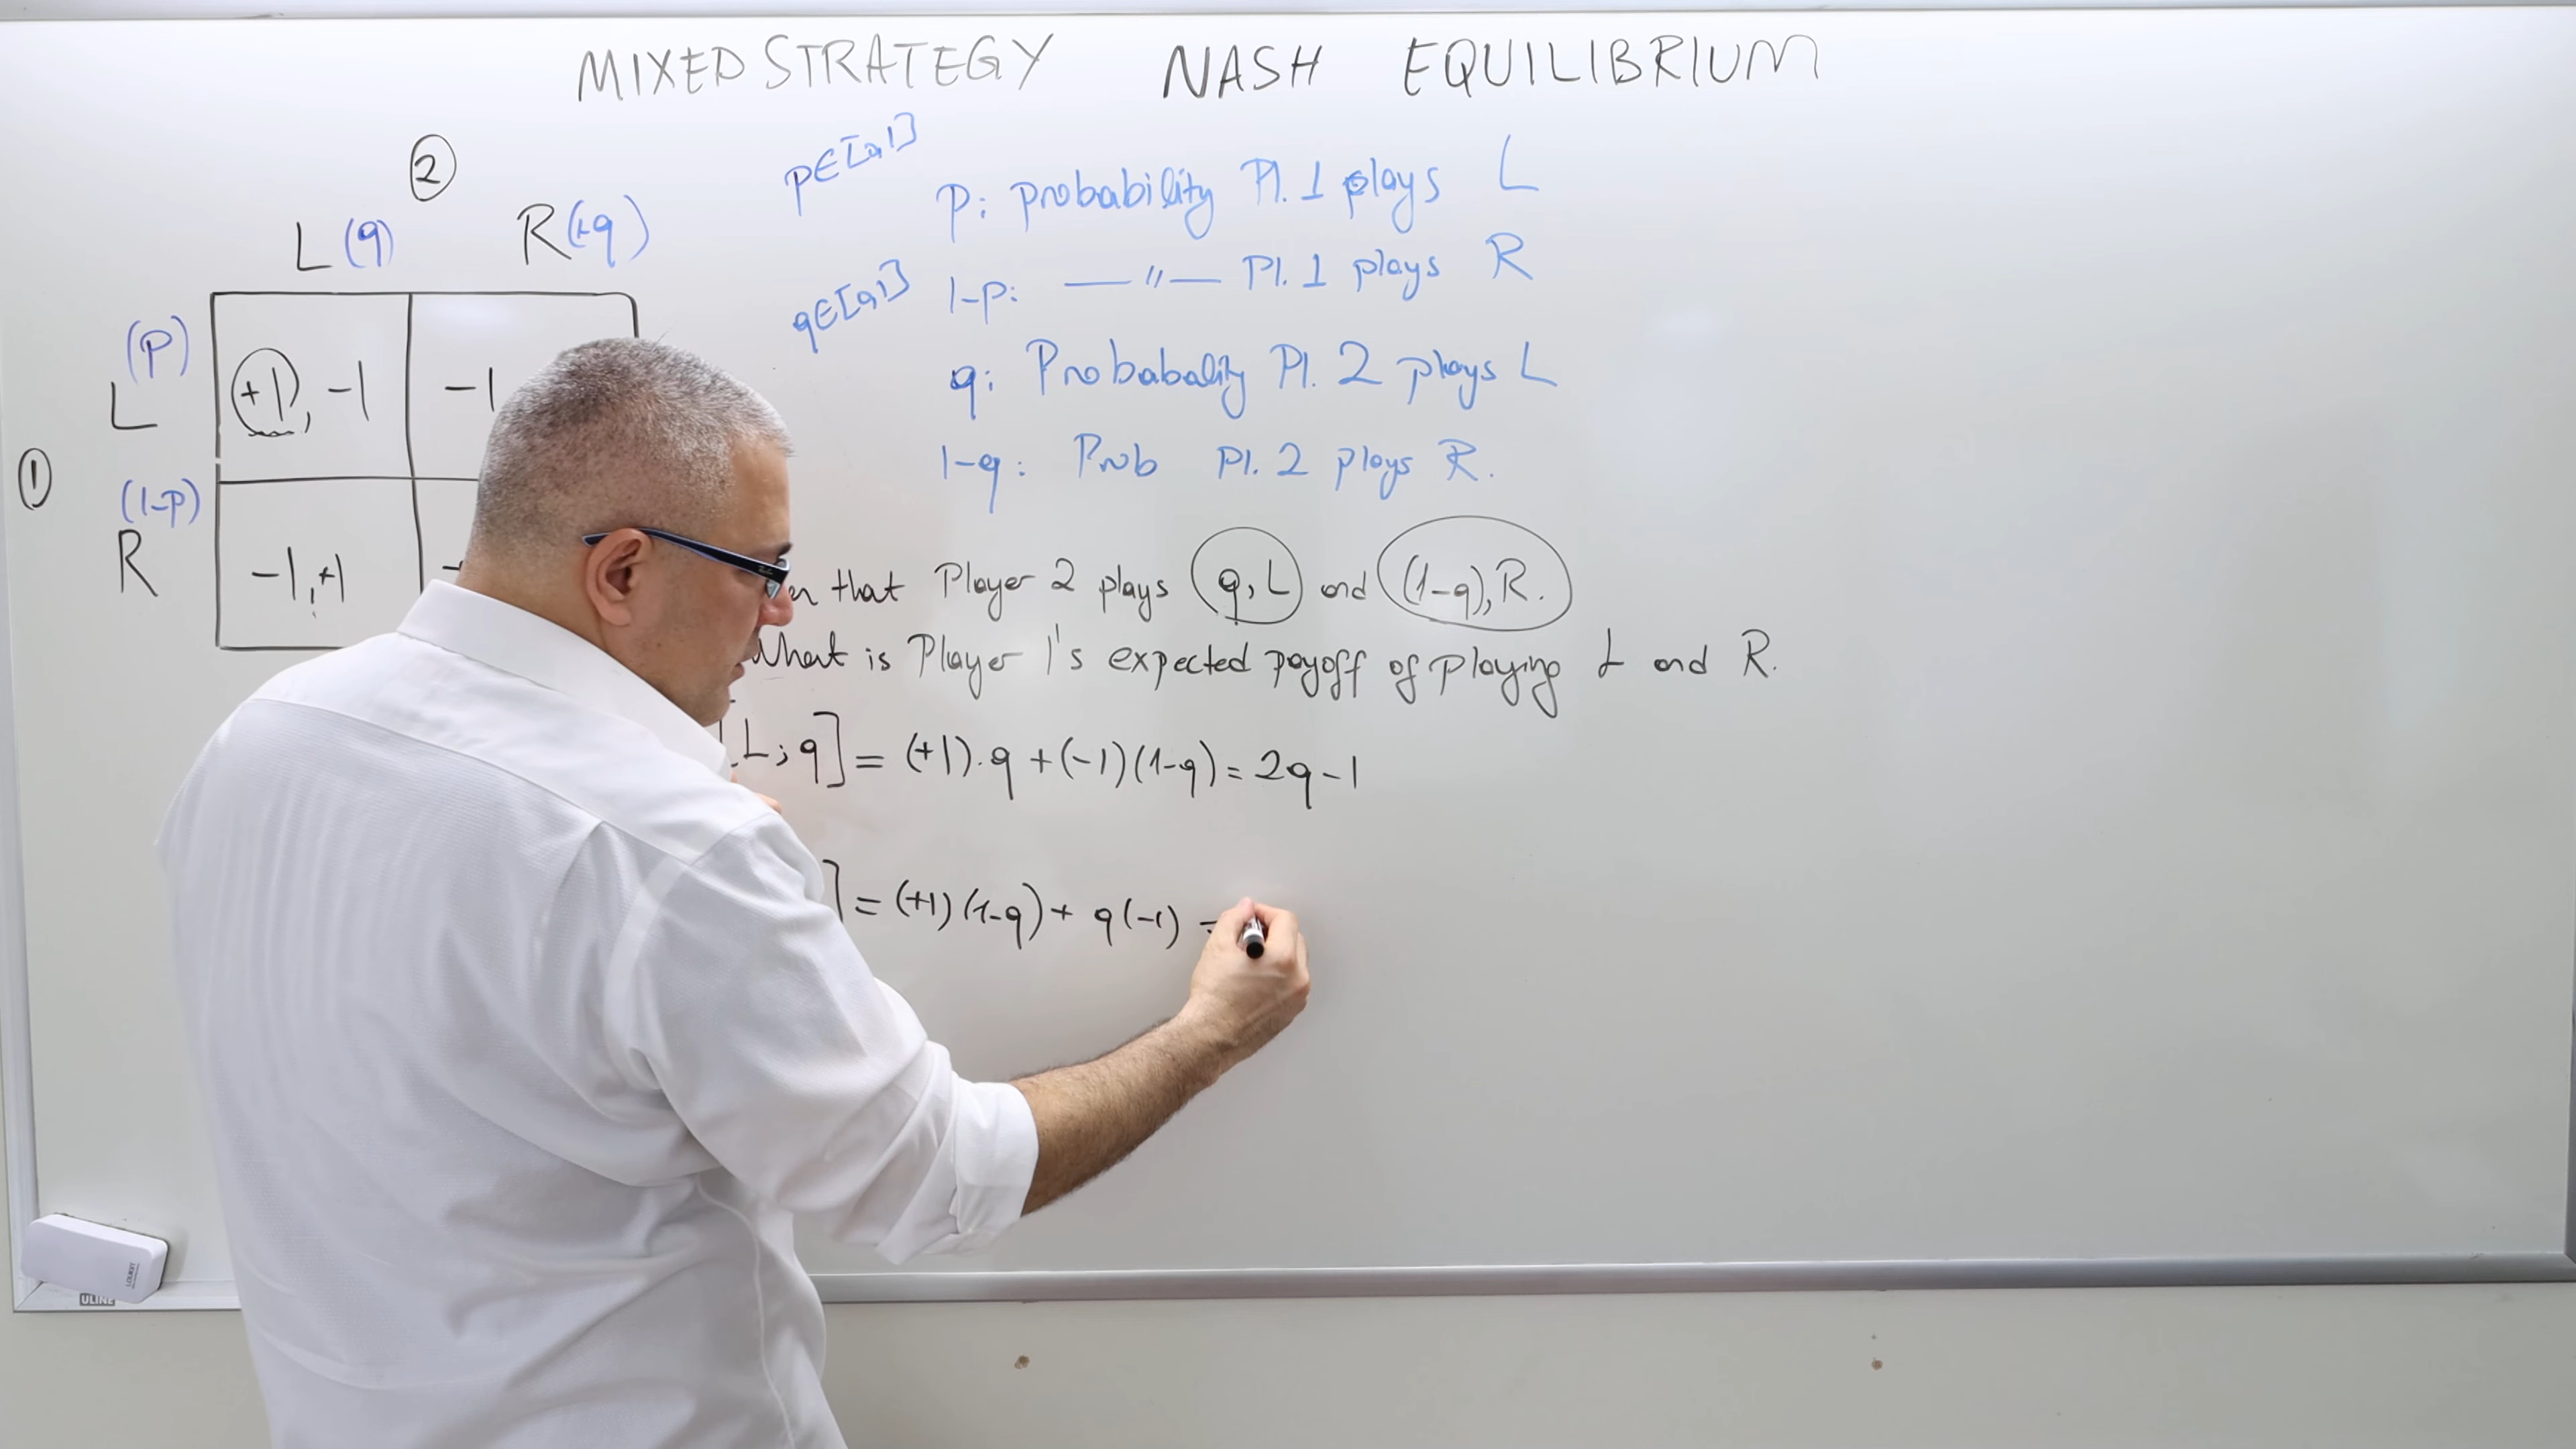 MIXED STRATEGY NASH EQUILIBRIUM
②
L (q) R (1-q)
①
(p)
L +1, -1 -1
(1-p)
R -1, +1
p∈[0,1]
p: probability Pl. 1 plays L
1-p: —"— Pl. 1 plays R
q∈[0,1]
q: Probabability Pl. 2 plays L
1-q: Prob Pl. 2 plays R.
that Player 2 plays q, L and (1-q), R.
What is Player 1's expected payoff of Playing L and R.
[L; q] = (+1).q + (-1)(1-q) = 2q-1
] = (+1)(1-q) + q(-1) =
ULINE